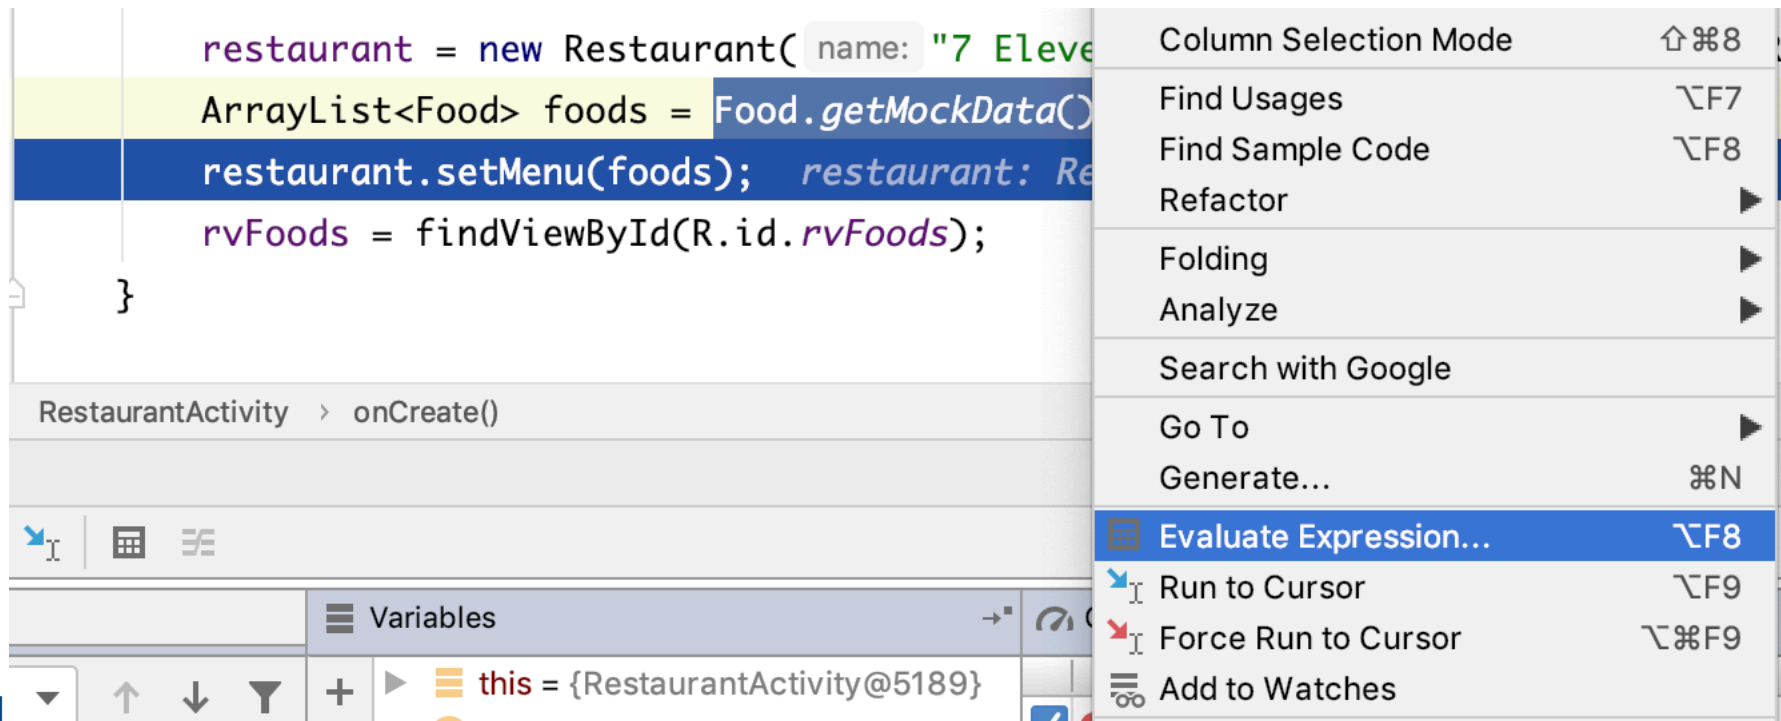 restaurant = new Restaurant( name: "7 Eleve
ArrayList<Food> foods = Food.getMockData()
restaurant.setMenu(foods); restaurant: Re
rvFoods = findViewById(R.id.rvFoods);
}
RestaurantActivity › onCreate()
Variables
this = {RestaurantActivity@5189}
Column Selection Mode ⇧⌘8
Find Usages ⌥F7
Find Sample Code ⌥F8
Refactor
Folding
Analyze
Search with Google
Go To
Generate... ⌘N
Evaluate Expression... ⌥F8
Run to Cursor ⌥F9
Force Run to Cursor ⌥⌘F9
Add to Watches